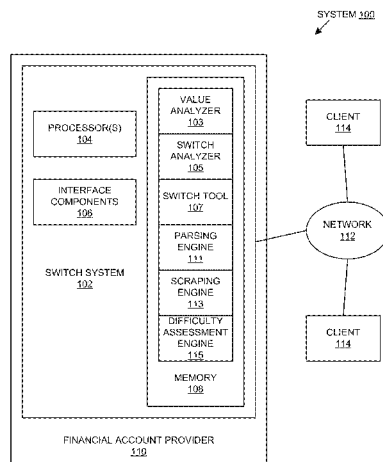 SYSTEM 100
VALUE
ANALYZER
103
SWITCH
ANALYZER
105
SWITCH TOOL
107
PARSING
ENGINE
111
SCRAPING
ENGINE
113
DIFFICULTY
ASSESSMENT
ENGINE
115
MEMORY
108
PROCESSOR(S)
104
INTERFACE
COMPONENTS
106
SWITCH SYSTEM
102
FINANCIAL ACCOUNT PROVIDER
110
CLIENT
114
NETWORK
112
CLIENT
114